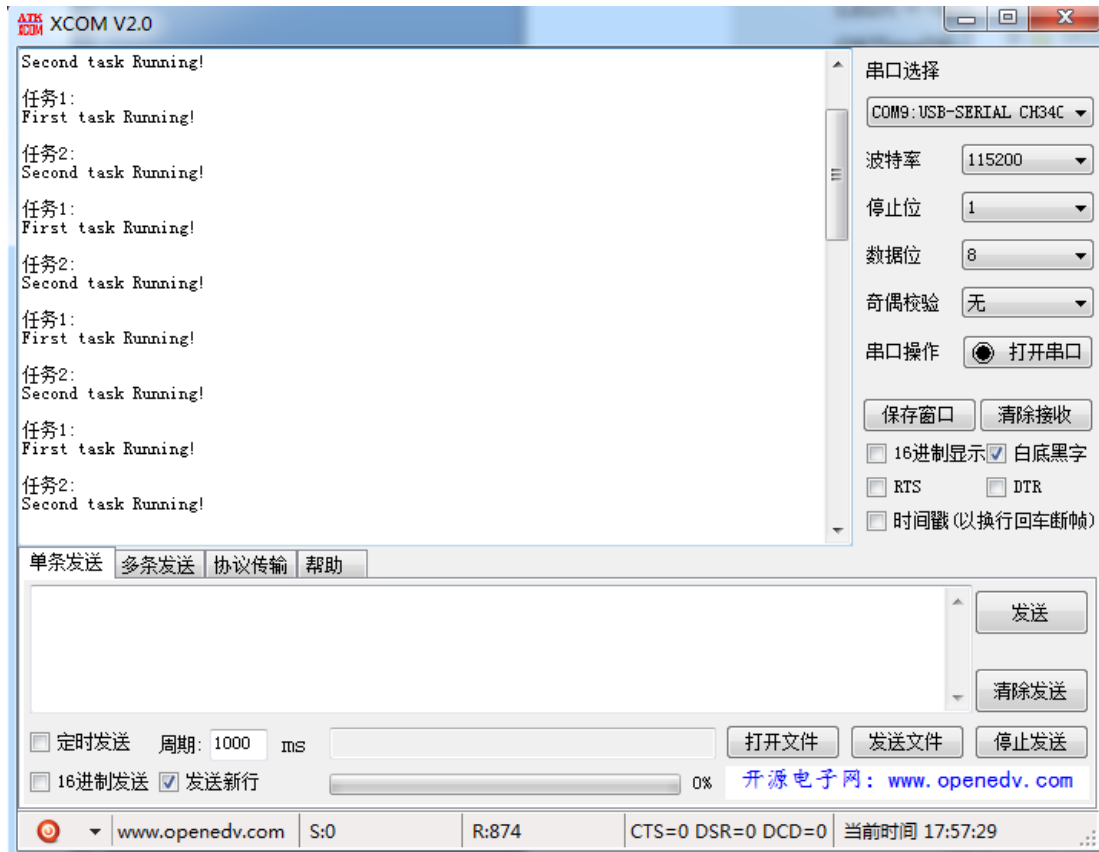 ATK XCOM XCOM V2.0
Second task Running!
任务1:
First task Running!
任务2:
Second task Running!
任务1:
First task Running!
任务2:
Second task Running!
任务1:
First task Running!
任务2:
Second task Running!
任务1:
First task Running!
任务2:
Second task Running!
串口选择
COM9:USB-SERIAL CH34C
波特率 115200
停止位 1
数据位 8
奇偶校验 无
串口操作 打开串口
保存窗口 清除接收
16进制显示 白底黑字
RTS DTR
时间戳(以换行回车断帧)
单条发送 多条发送 协议传输 帮助
发送
清除发送
定时发送 周期: 1000 ms 打开文件 发送文件 停止发送
16进制发送 发送新行 0% 开源电子网: www.openedv.com
www.openedv.com S:0 R:874 CTS=0 DSR=0 DCD=0 当前时间 17:57:29